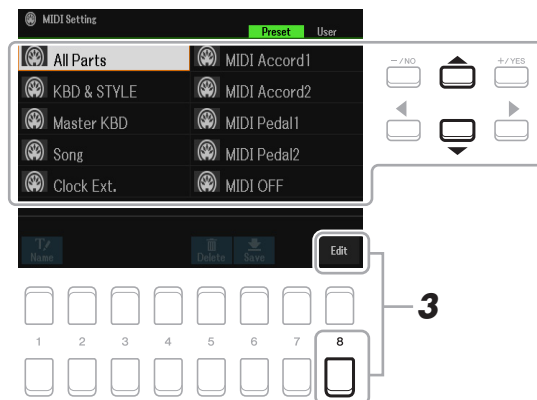 MIDI Setting
Preset User
All Parts MIDI Accord1
KBD & STYLE MIDI Accord2
Master KBD MIDI Pedal1
Song MIDI Pedal2
Clock Ext. MIDI OFF
－/NO ＋/YES
Name Delete Save Edit
3
1 2 3 4 5 6 7 8